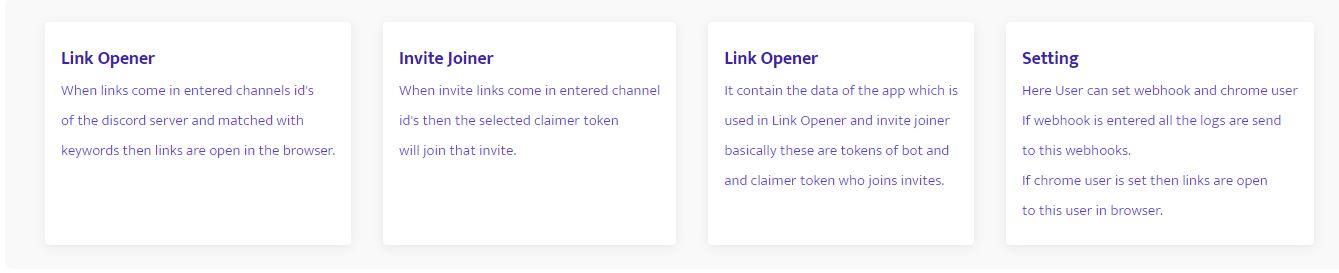 Link Opener
When links come in entered channels id's
of the discord server and matched with
keywords then links are open in the browser.
Invite Joiner
When invite links come in entered channel
id's then the selected claimer token
will join that invite.
Link Opener
It contain the data of the app which is
used in Link Opener and invite joiner
basically these are tokens of bot and
and claimer token who joins invites.
Setting
Here User can set webhook and chrome user
If webhook is entered all the logs are send
to this webhooks.
If chrome user is set then links are open
to this user in browser.